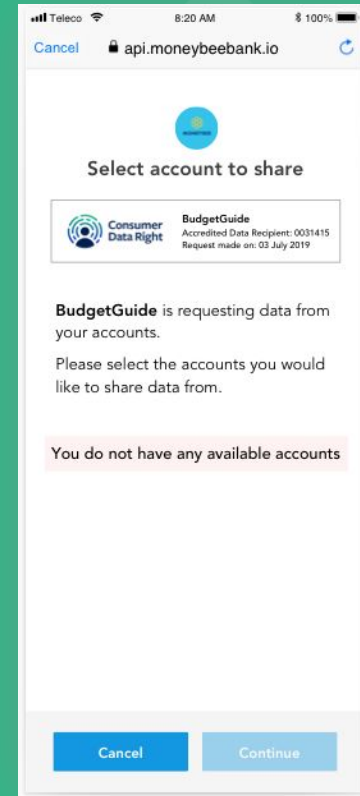 Teleco 8:20 AM 100%
Cancel api.moneybeebank.io
MONEYBEE
Select account to share
Consumer
Data Right
BudgetGuide
Accredited Data Recipient: 0031415
Request made on: 03 July 2019
BudgetGuide is requesting data from
your accounts.
Please select the accounts you would
like to share data from.
You do not have any available accounts
Cancel Continue